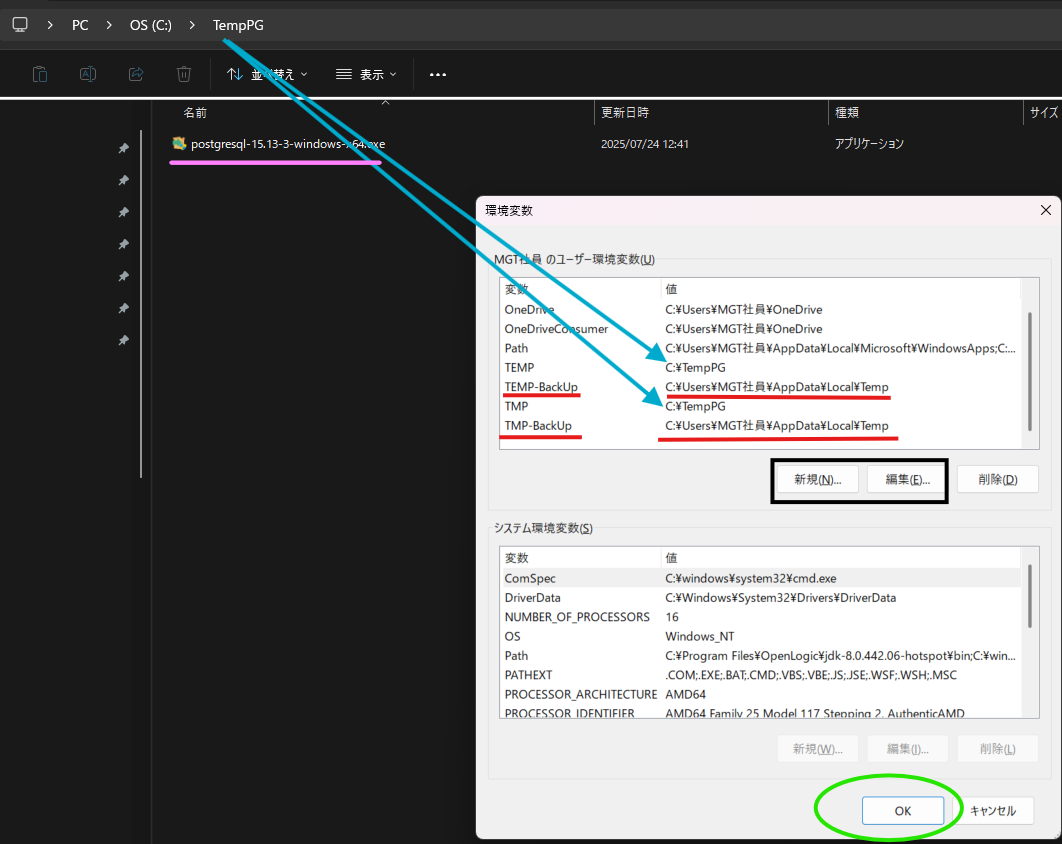 PC > OS (C:) > TempPG
並べ替え 表示
名前 更新日時 種類 サイズ
postgresql-15.13-3-windows-x64.exe 2025/07/24 12:41 アプリケーション
環境変数
MGT社員 のユーザー環境変数(U)
変数 値
OneDrive C:¥Users¥MGT社員¥OneDrive
OneDriveConsumer C:¥Users¥MGT社員¥OneDrive
Path C:¥Users¥MGT社員¥AppData¥Local¥Microsoft¥WindowsApps;C:...
TEMP C:¥TempPG
TEMP-BackUp C:¥Users¥MGT社員¥AppData¥Local¥Temp
TMP C:¥TempPG
TMP-BackUp C:¥Users¥MGT社員¥AppData¥Local¥Temp
新規(N)... 編集(E)... 削除(D)
システム環境変数(S)
変数 値
ComSpec C:¥windows¥system32¥cmd.exe
DriverData C:¥Windows¥System32¥Drivers¥DriverData
NUMBER_OF_PROCESSORS 16
OS Windows_NT
Path C:¥Program Files¥OpenLogic¥jdk-8.0.442.06-hotspot¥bin;C:¥win...
PATHEXT .COM;.EXE;.BAT;.CMD;.VBS;.VBE;.JS;.JSE;.WSF;.WSH;.MSC
PROCESSOR_ARCHITECTURE AMD64
PROCESSOR_IDENTIFIER AMD64 Family 25 Model 117 Stepping 2, AuthenticAMD
新規(W)... 編集(I)... 削除(L)
OK キャンセル